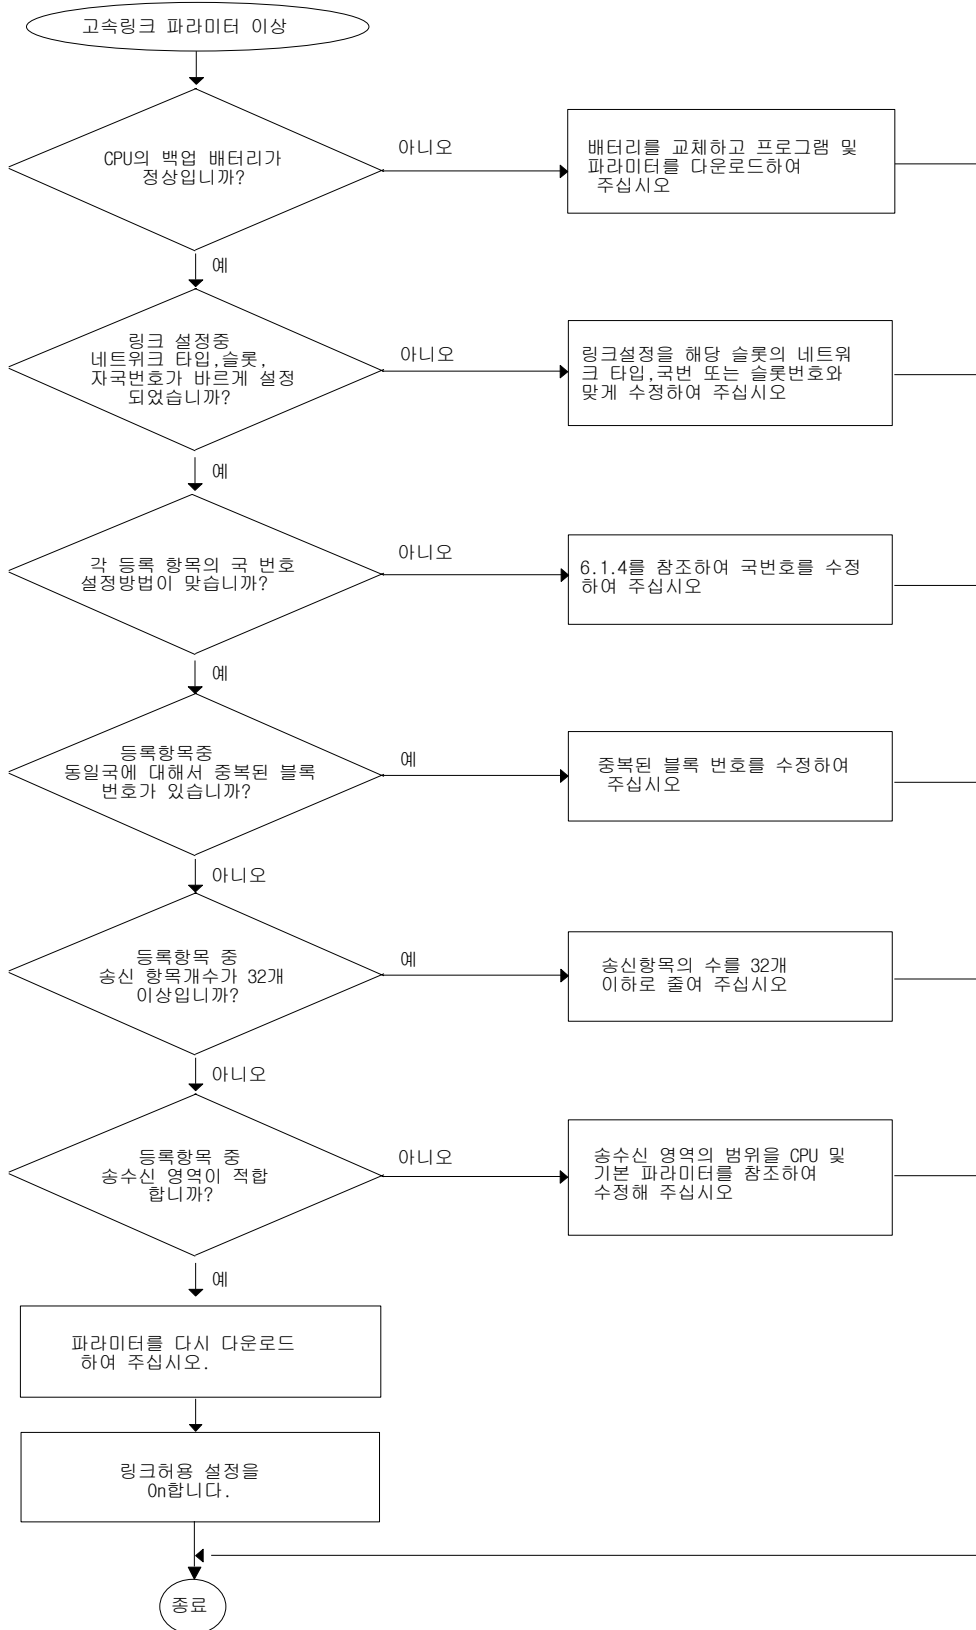 고속링크 파라미터 이상
CPU의 백업 배터리가
정상입니까?
아니오
배터리를 교체하고 프로그램 및
파라미터를 다운로드하여
주십시오
예
링크 설정중
네트워크 타입,슬롯,
자국번호가 바르게 설정
되었습니까?
아니오
링크설정을 해당 슬롯의 네트워
크 타입,국번 또는 슬롯번호와
맞게 수정하여 주십시오
예
각 등록 항목의 국 번호
설정방법이 맞습니까?
아니오
6.1.4를 참조하여 국번호를 수정
하여 주십시오
예
등록항목중
동일국에 대해서 중복된 블록
번호가 있습니까?
예
중복된 블록 번호를 수정하여
주십시오
아니오
등록항목 중
송신 항목개수가 32개
이상입니까?
예
송신항목의 수를 32개
이하로 줄여 주십시오
아니오
등록항목 중
송수신 영역이 적합
합니까?
아니오
송수신 영역의 범위을 CPU 및
기본 파라미터를 참조하여
수정해 주십시오
예
파라미터를 다시 다운로드
하여 주십시오.
링크허용 설정을
On합니다.
종료